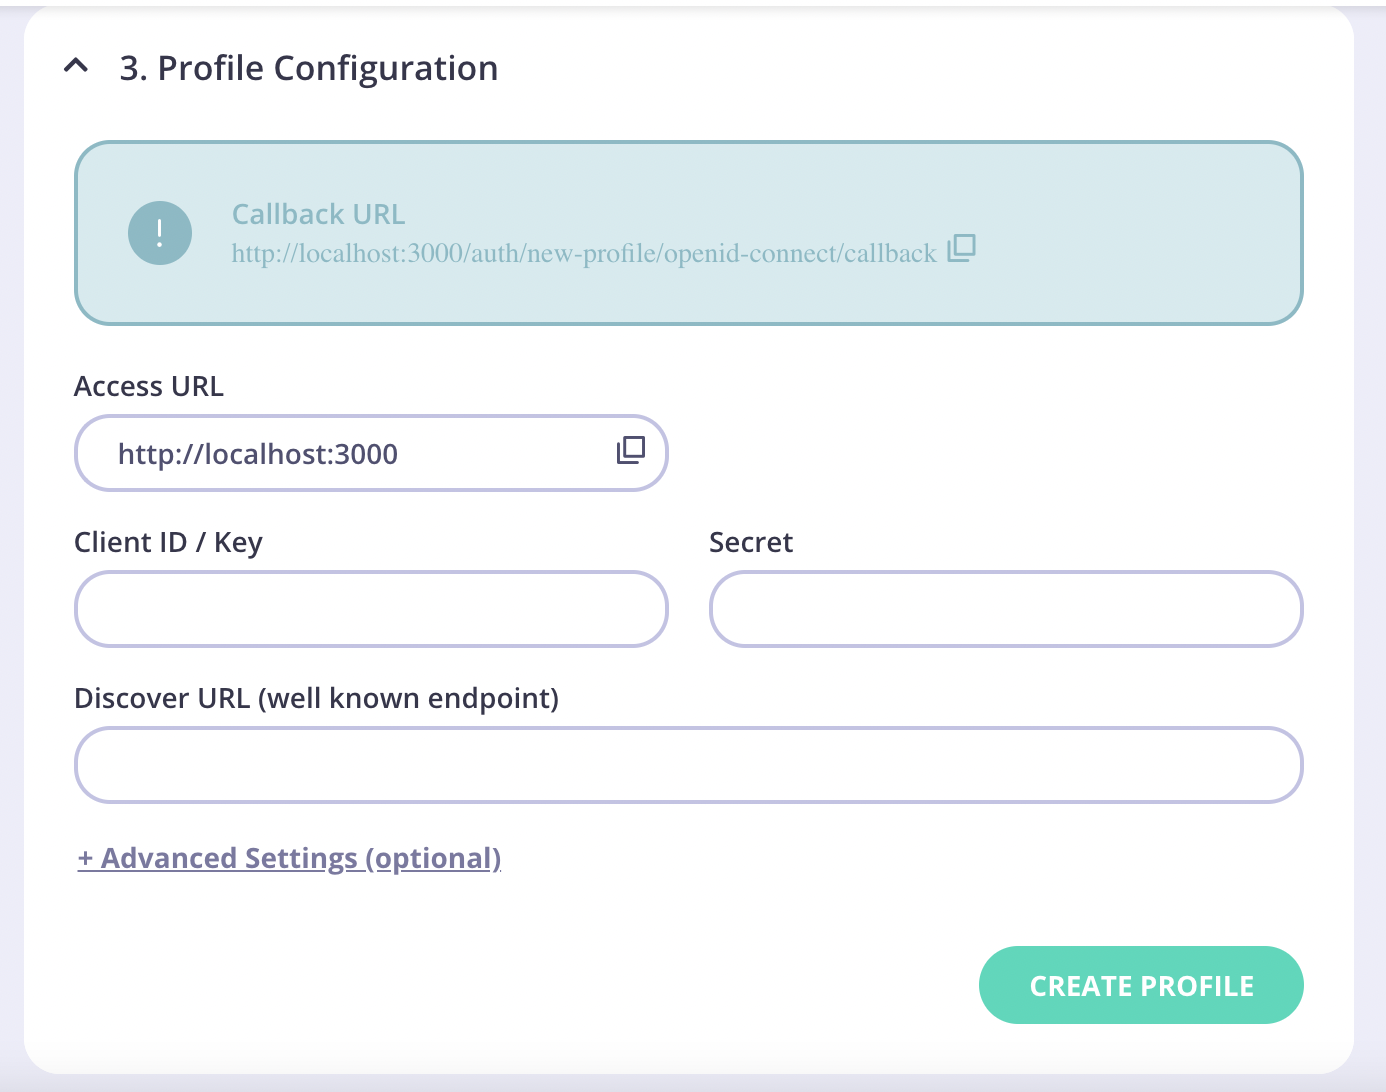 3. Profile Configuration
!
Callback URL
http://localhost:3000/auth/new-profile/openid-connect/callback
Access URL
http://localhost:3000
Client ID / Key
Secret
Discover URL (well known endpoint)
+ Advanced Settings (optional)
CREATE PROFILE